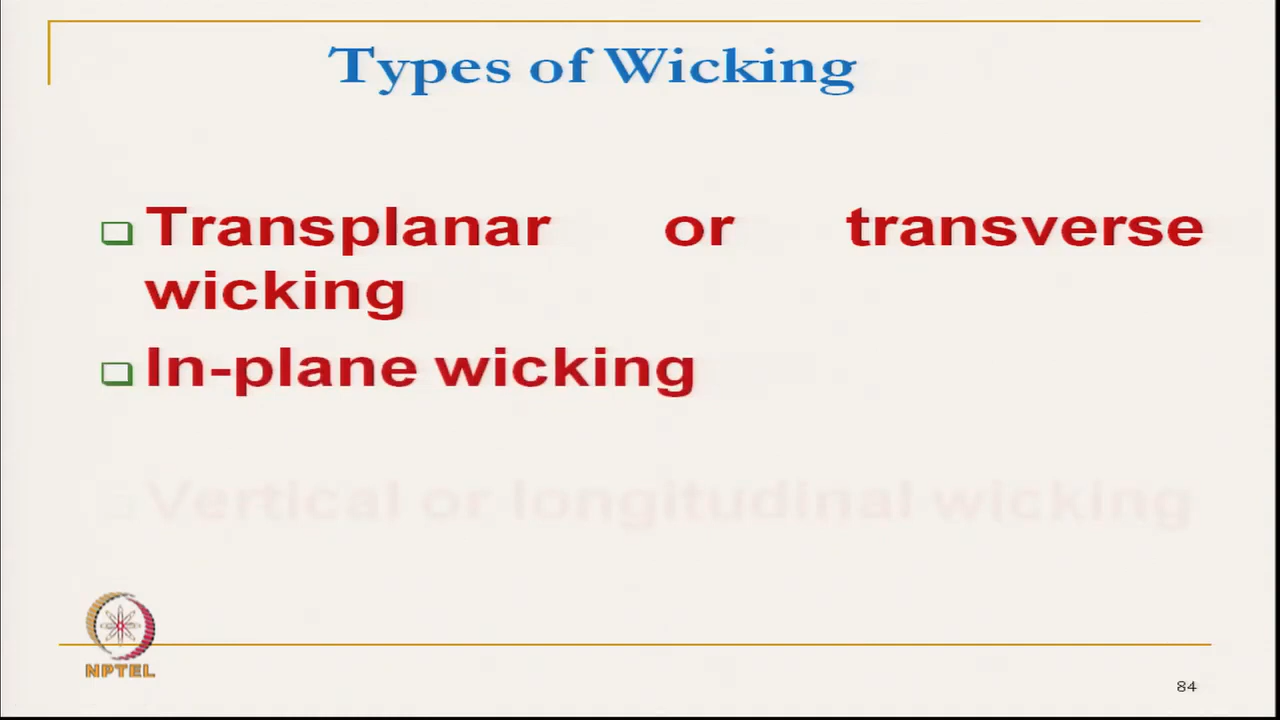 Types of Wicking
Transplanar or transverse
wicking
In-plane wicking
Vertical or longitudinal wicking
NPTEL
84